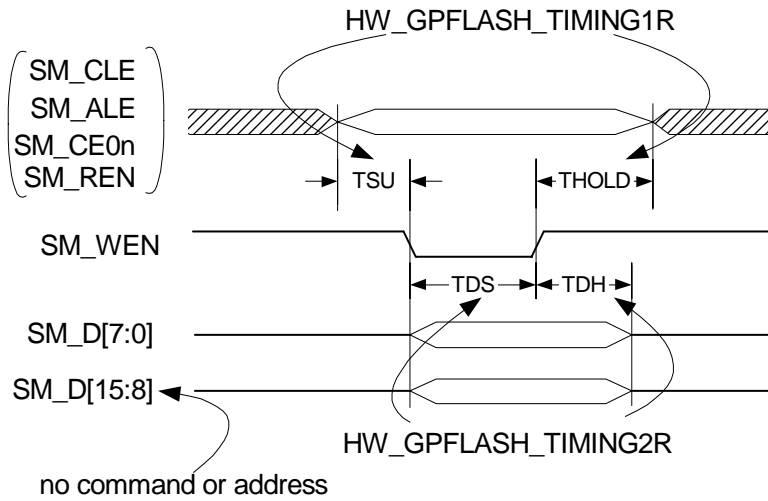 HW_GPFLASH_TIMING1R
SM_CLE
SM_ALE
SM_CE0n
SM_REN
TSU
THOLD
SM_WEN
TDS
TDH
SM_D[7:0]
SM_D[15:8]
HW_GPFLASH_TIMING2R
no command or address